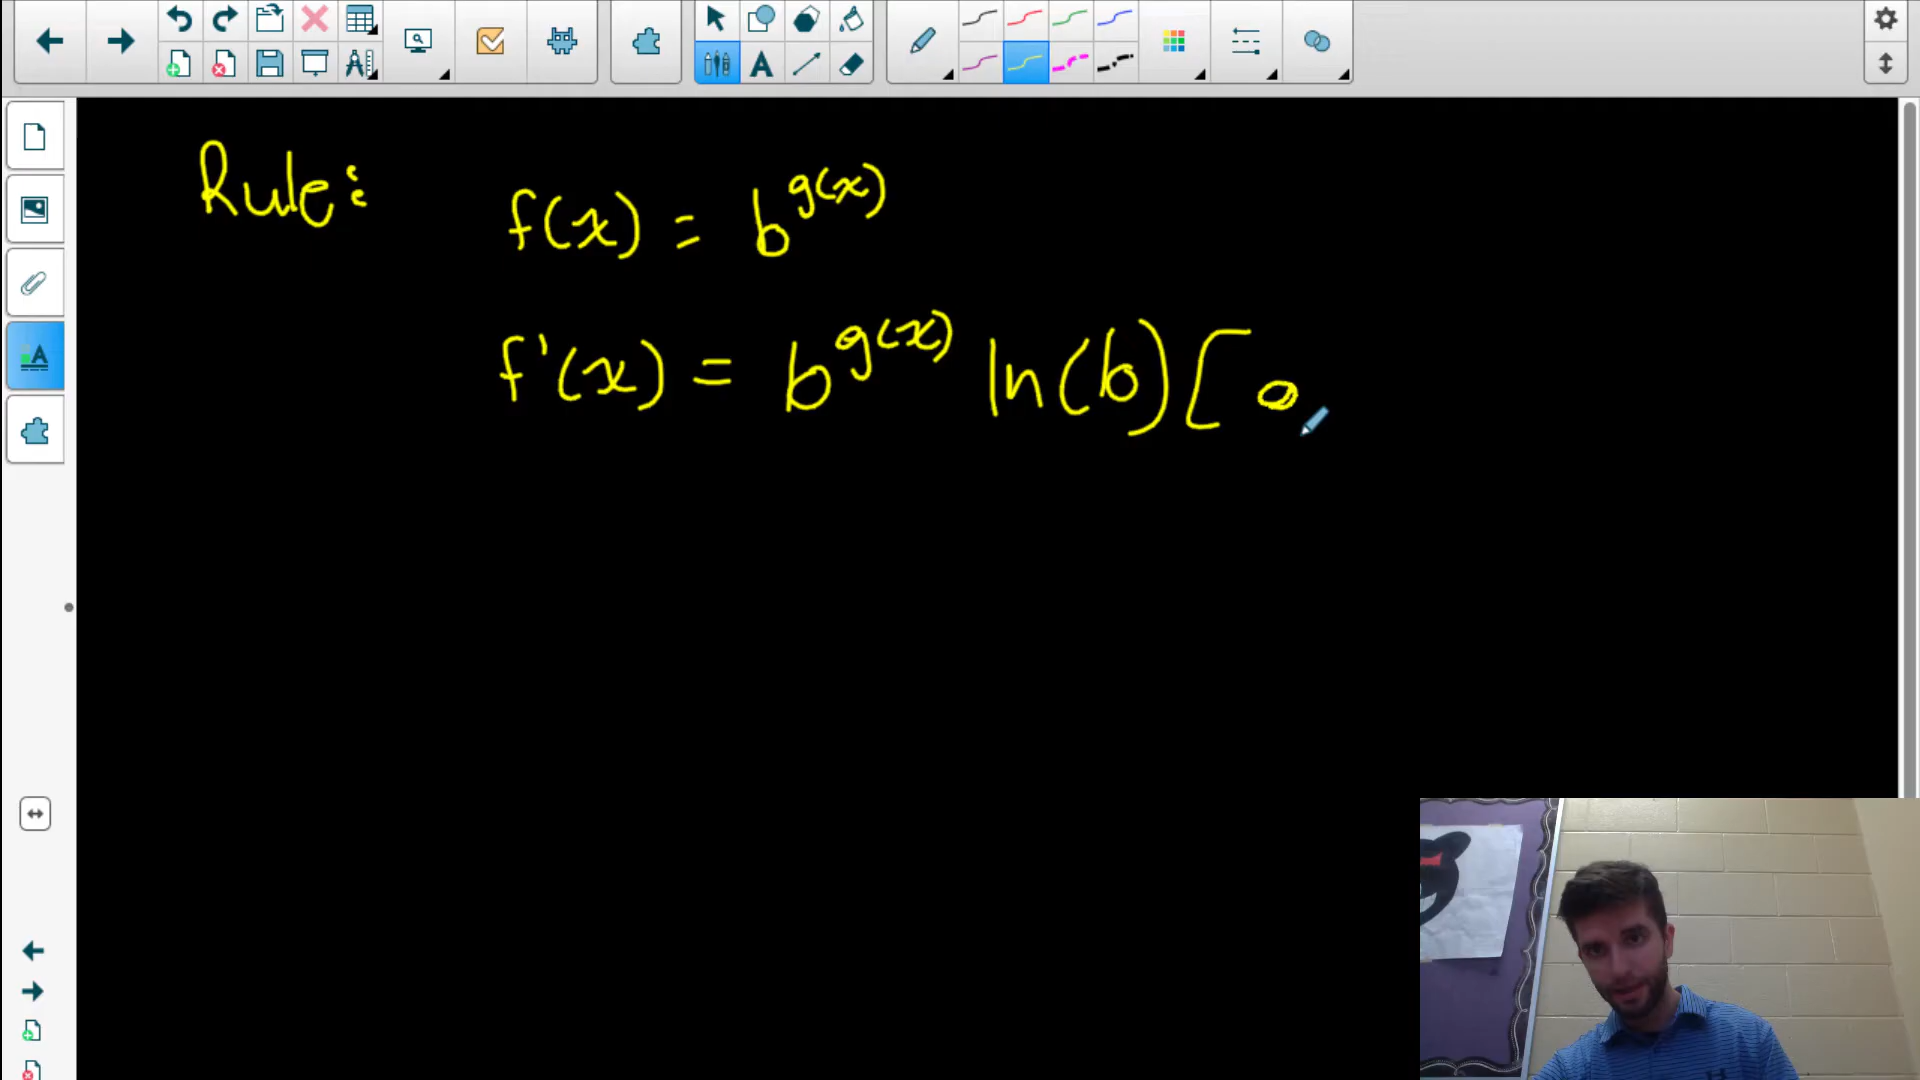 Rule:
f(x) = b^{g(x)}
f'(x) = b^{g(x)} ln(b) [